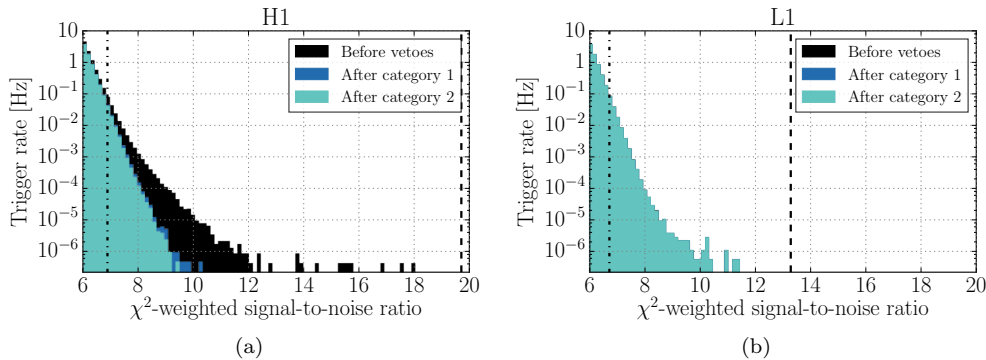 H1
Trigger rate [Hz]
10
1
10⁻¹
10⁻²
10⁻³
10⁻⁴
10⁻⁵
10⁻⁶
Before vetoes
After category 1
After category 2
6 8 10 12 14 16 18 20
χ²-weighted signal-to-noise ratio
(a)
L1
Trigger rate [Hz]
10
1
10⁻¹
10⁻²
10⁻³
10⁻⁴
10⁻⁵
10⁻⁶
Before vetoes
After category 1
After category 2
6 8 10 12 14 16 18 20
χ²-weighted signal-to-noise ratio
(b)